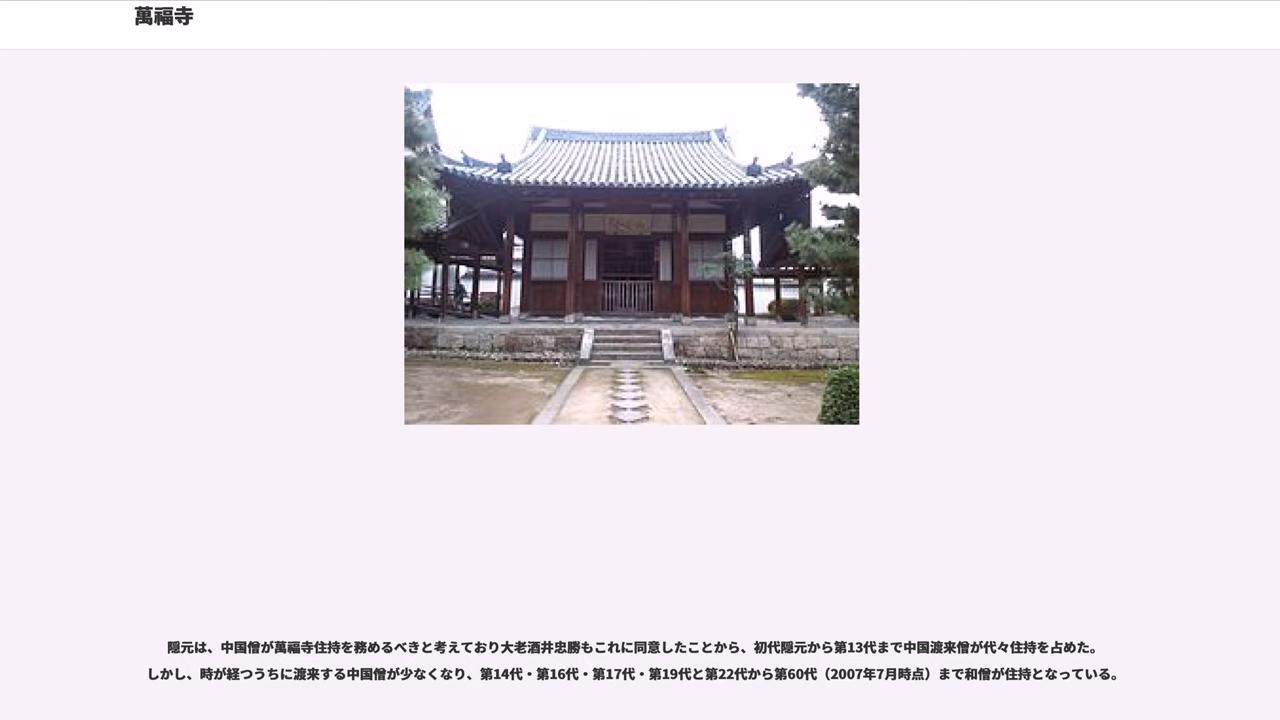 萬福寺
隠元は、中国僧が萬福寺住持を務めるべきと考えており大老酒井忠勝もこれに同意したことから、初代隠元から第13代まで中国渡来僧が代々住持を占めた。
しかし、時が経つうちに渡来する中国僧が少なくなり、第14代・第16代・第17代・第19代と第22代から第60代（2007年7月時点）まで和僧が住持となっている。